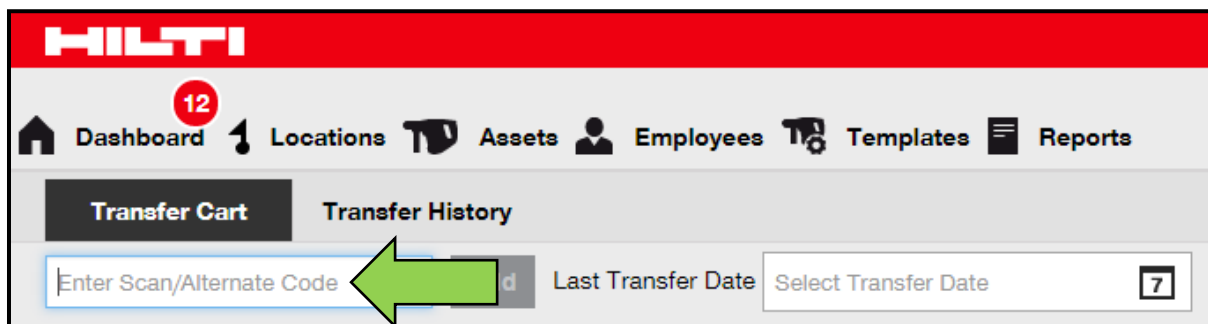 HILTI
12
Dashboard Locations Assets Employees Templates Reports
Transfer Cart Transfer History
Enter Scan/Alternate Code Last Transfer Date Select Transfer Date 7